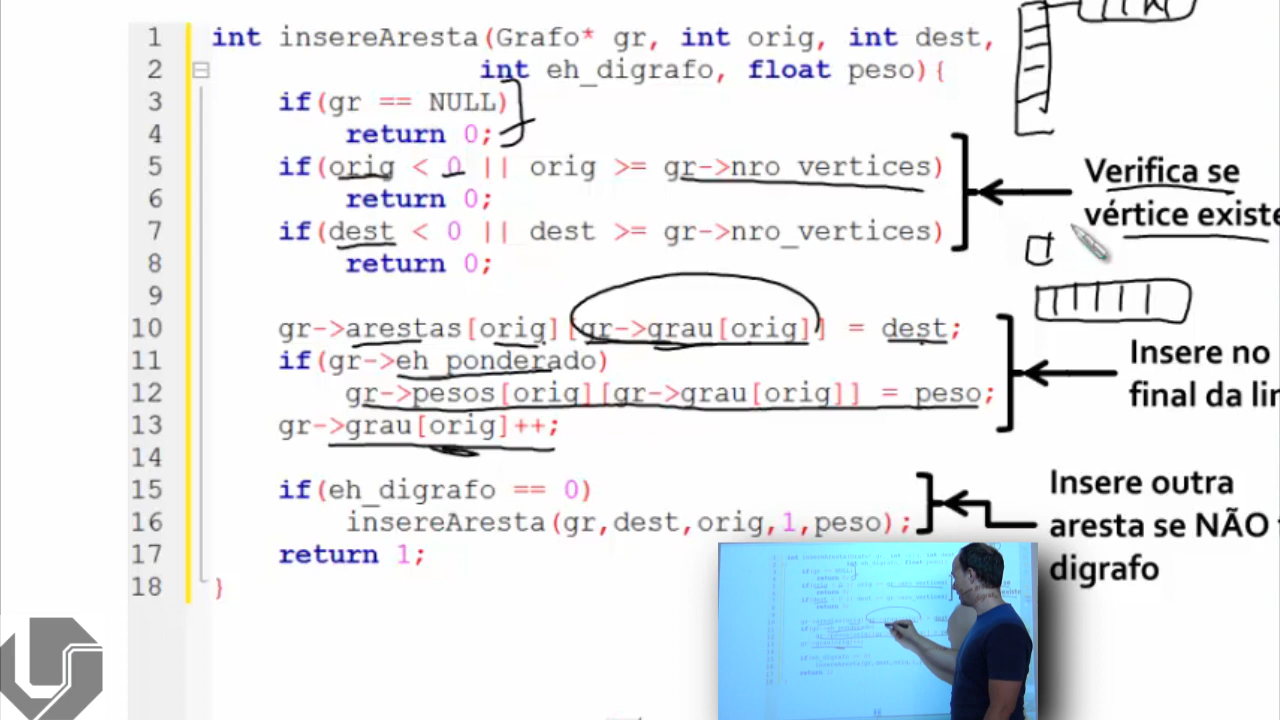 1 int insereAresta(Grafo* gr, int orig, int dest,
2 int eh_digrafo, float peso){
3 if(gr == NULL)
4 return 0;
5 if(orig < 0 || orig >= gr->nro_vertices)
6 return 0;
7 if(dest < 0 || dest >= gr->nro_vertices)
8 return 0;
9
10 gr->arestas[orig][gr->grau[orig]] = dest;
11 if(gr->eh_ponderado)
12 gr->pesos[orig][gr->grau[orig]] = peso;
13 gr->grau[orig]++;
14
15 if(eh_digrafo == 0)
16 insereAresta(gr,dest,orig,1,peso);
17 return 1;
18 }
Verifica se
vértice existe
Insere no
final da
Insere outra
aresta se NÃO
digrafo